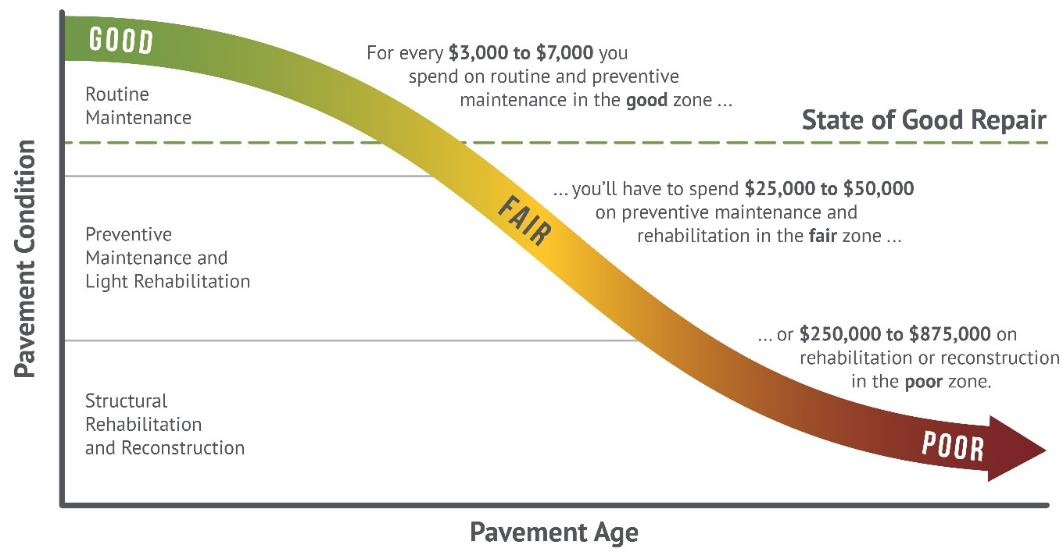 GOOD
For every $3,000 to $7,000 you
spend on routine and preventive
maintenance in the good zone ...
Routine
Maintenance
State of Good Repair
... you'll have to spend $25,000 to $50,000
on preventive maintenance and
rehabilitation in the fair zone ...
FAIR
Preventive
Maintenance and
Light Rehabilitation
... or $250,000 to $875,000 on
rehabilitation or reconstruction
in the poor zone.
Structural
Rehabilitation
and Reconstruction
POOR
Pavement Condition
Pavement Age